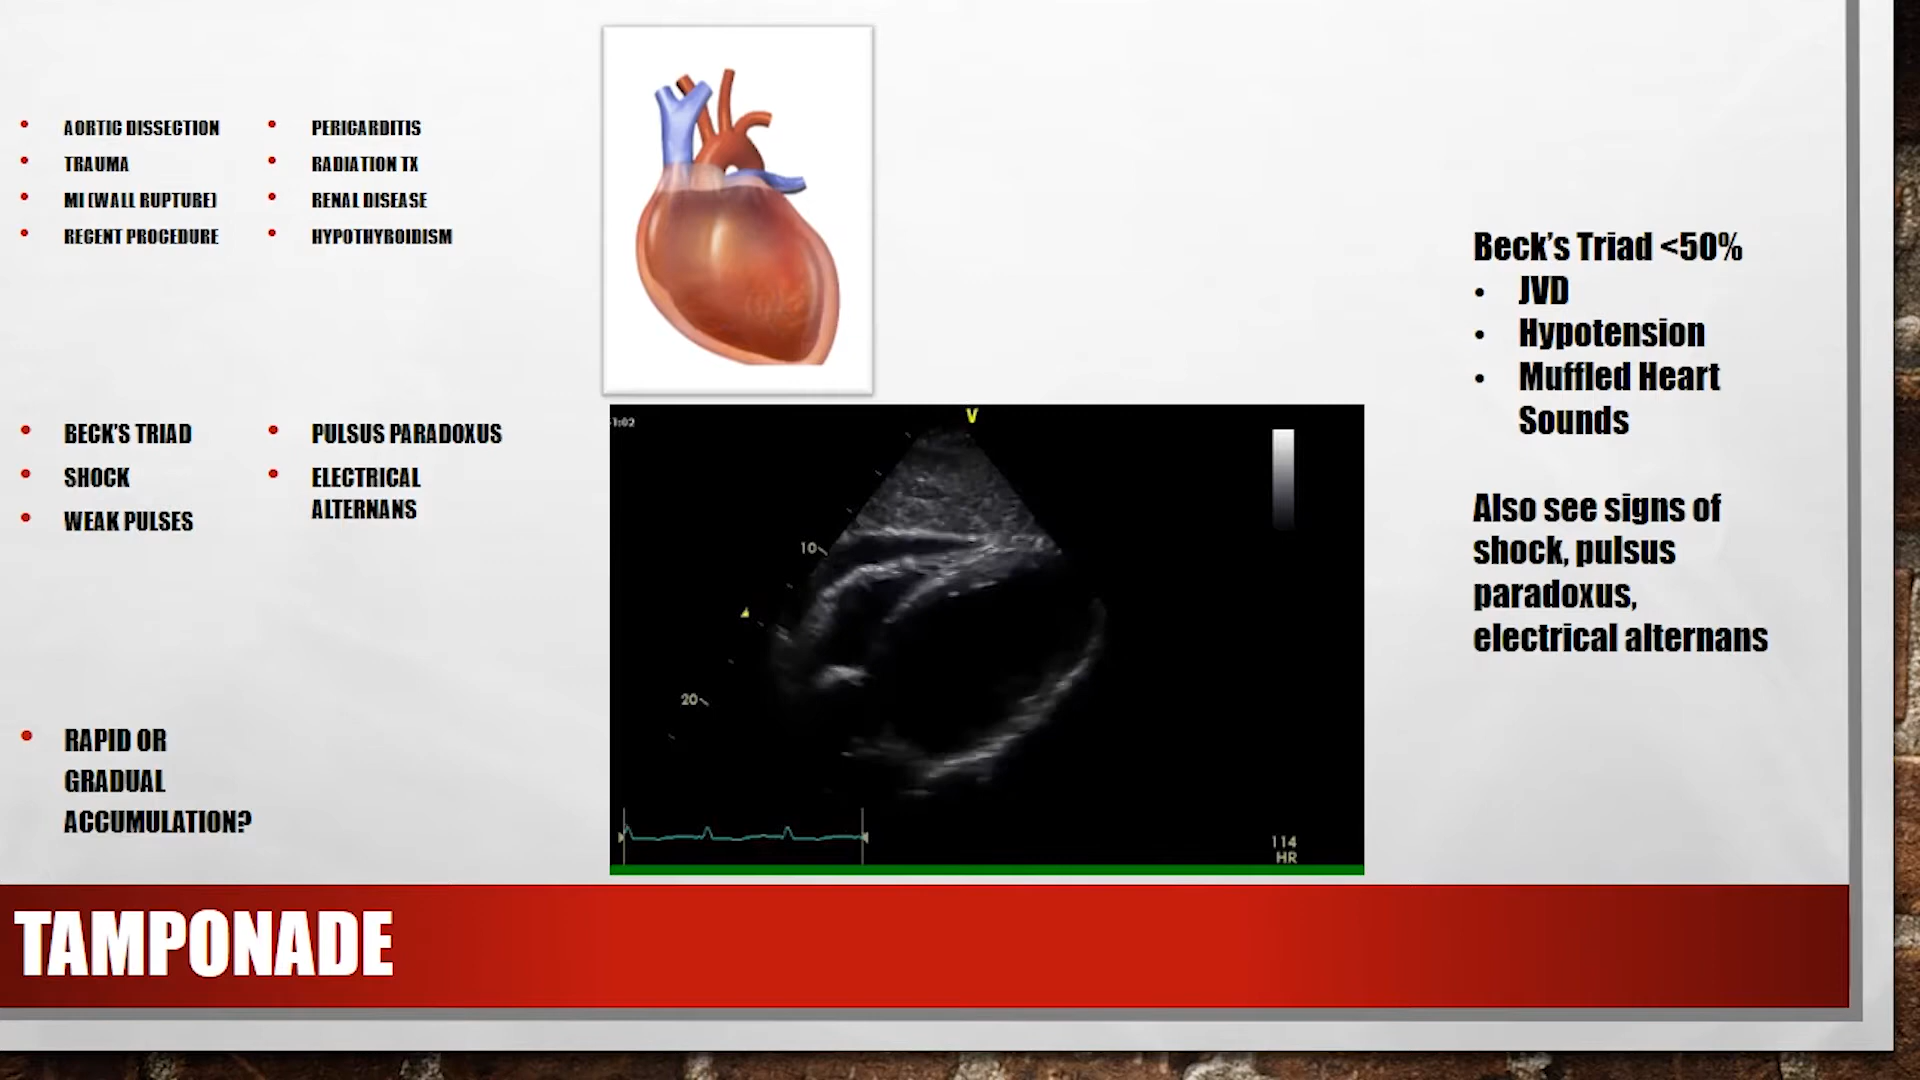 • AORTIC DISSECTION
• TRAUMA
• MI (WALL RUPTURE)
• RECENT PROCEDURE
• PERICARDITIS
• RADIATION TX
• RENAL DISEASE
• HYPOTHYROIDISM
• BECK'S TRIAD
• SHOCK
• WEAK PULSES
• PULSUS PARADOXUS
• ELECTRICAL
ALTERNANS
• RAPID OR
GRADUAL
ACCUMULATION?
V
10
20
114
HR
Beck's Triad <50%
• JVD
• Hypotension
• Muffled Heart
Sounds
Also see signs of
shock, pulsus
paradoxus,
electrical alternans
TAMPONADE